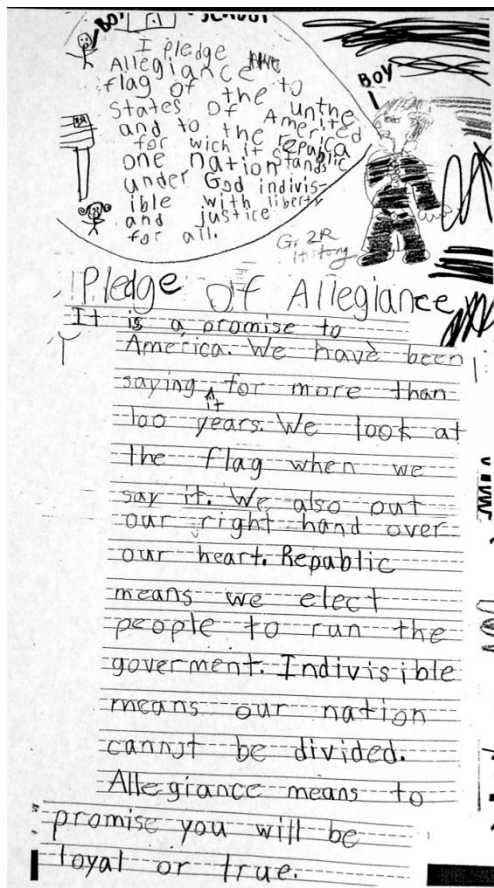 BOY
SCHOOL
I pledge
Allegiance the
flag of the to
States of unthe
and to America united
for wich it the republic
one nation stands
under God indivis-
ible with liberty
and justice
for all.
BOY
Gr 2R
History
Pledge Of Allegiance
It is a promise to
America. We have been
saying ^ for more than
it
100 years. We look at
the flag when we
say it. We also out
our right hand over
our heart. Republic
means we elect
people to run the
goverment. Indivisible
means our nation
cannot be divided.
Allegiance means to
promise you will be
loyal or true.